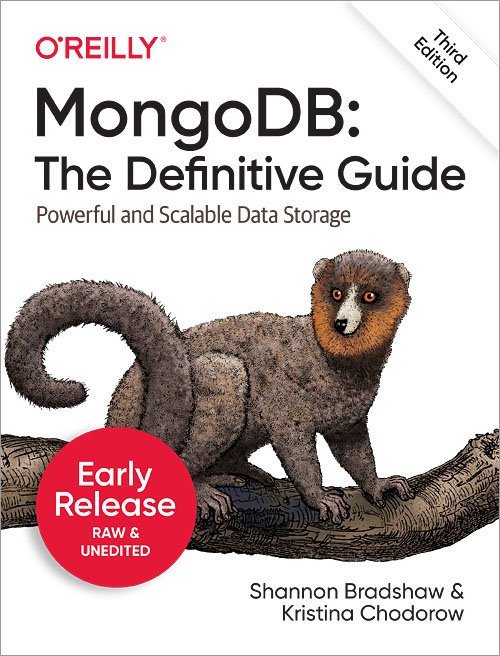 O'REILLY®
Third
Edition
MongoDB:
The Definitive Guide
Powerful and Scalable Data Storage
Early
Release
RAW &
UNEDITED
Shannon Bradshaw &
Kristina Chodorow